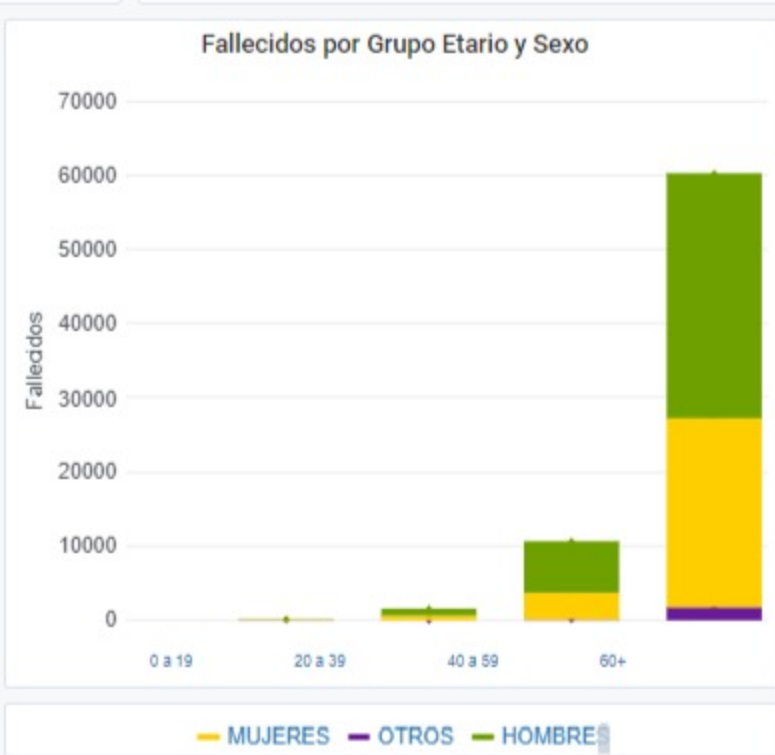 Fallecidos por Grupo Etario y Sexo
70000
60000
50000
40000
30000
20000
10000
0
Fallecidos
0 a 19
20 a 39
40 a 59
60+
MUJERES
OTROS
HOMBRES